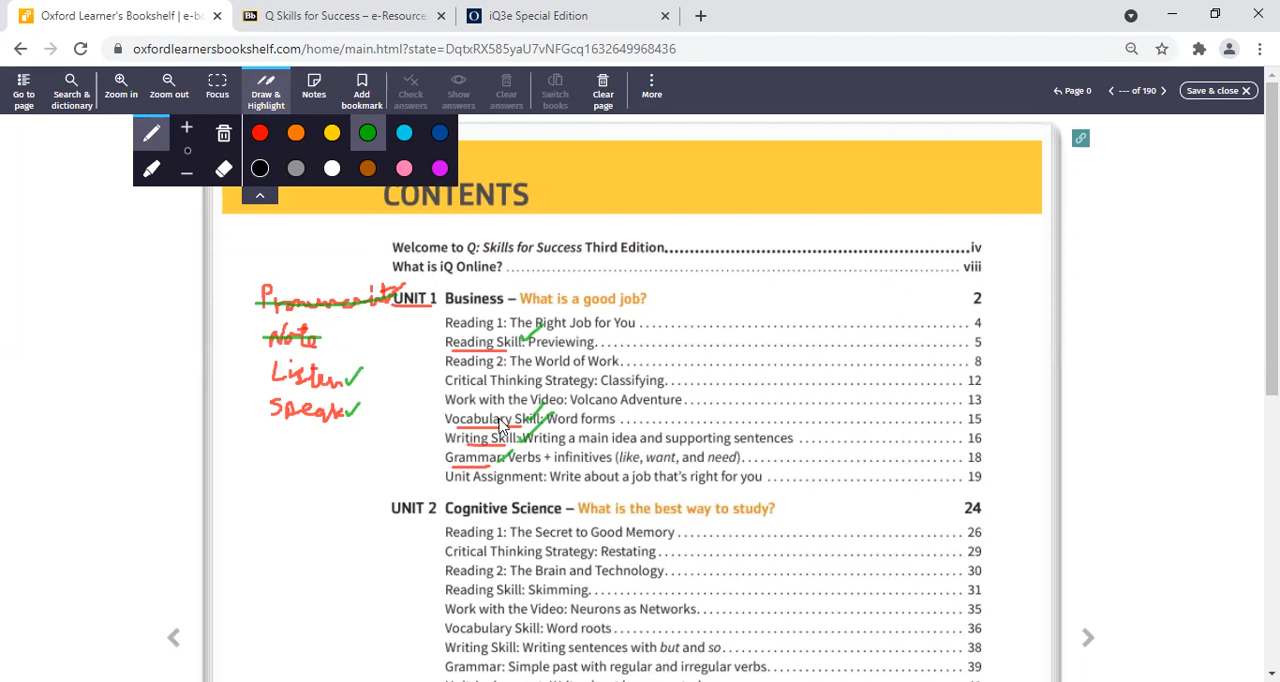 Oxford Learner's Bookshelf | e-bo
Q Skills for Success – e-Resource
iQ3e Special Edition
oxfordlearnersbookshelf.com/home/main.html?state=DqtxRX585yaU7vNFGcq1632649968436
Go to page
Search & dictionary
Zoom in
Zoom out
Focus
Draw & Highlight
Notes
Add bookmark
Check answers
Show answers
Clear answers
Switch books
Clear page
More
Page 0
--- of 190
Save & close
CONTENTS
Welcome to Q: Skills for Success Third Edition iv
What is iQ Online? viii
UNIT 1 Business – What is a good job? 2
Reading 1: The Right Job for You 4
Reading Skill: Previewing 5
Reading 2: The World of Work 8
Critical Thinking Strategy: Classifying 12
Work with the Video: Volcano Adventure 13
Vocabulary Skill: Word forms 15
Writing Skill: Writing a main idea and supporting sentences 16
Grammar: Verbs + infinitives (like, want, and need) 18
Unit Assignment: Write about a job that's right for you 19
Note
Listen
Speak
UNIT 2 Cognitive Science – What is the best way to study? 24
Reading 1: The Secret to Good Memory 26
Critical Thinking Strategy: Restating 29
Reading 2: The Brain and Technology 30
Reading Skill: Skimming 31
Work with the Video: Neurons as Networks 35
Vocabulary Skill: Word roots 36
Writing Skill: Writing sentences with but and so 38
Grammar: Simple past with regular and irregular verbs 39